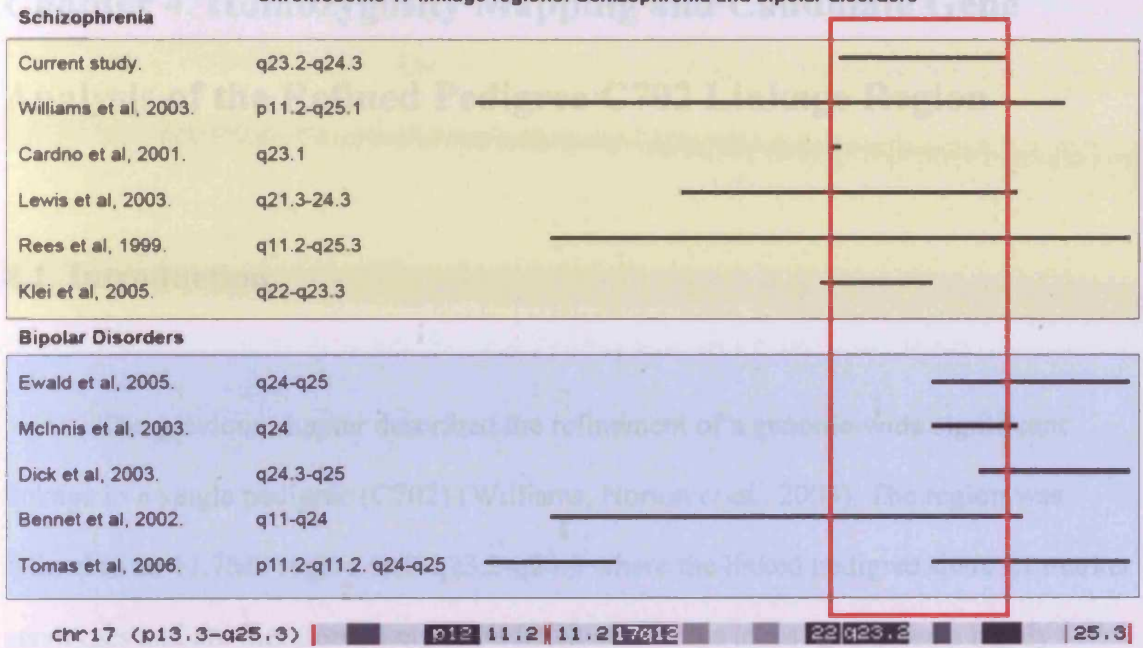 Schizophrenia
Current study. q23.2-q24.3
Williams et al, 2003. p11.2-q25.1
Cardno et al, 2001. q23.1
Lewis et al, 2003. q21.3-24.3
Rees et al, 1999. q11.2-q25.3
Klei et al, 2005. q22-q23.3
Bipolar Disorders
Ewald et al, 2005. q24-q25
McInnis et al, 2003. q24
Dick et al, 2003. q24.3-q25
Bennet et al, 2002. q11-q24
Tomas et al, 2006. p11.2-q11.2. q24-q25
chr17 (p13.3-q25.3) p12 11.2 11.2 17q12 22 q23.2 25.3